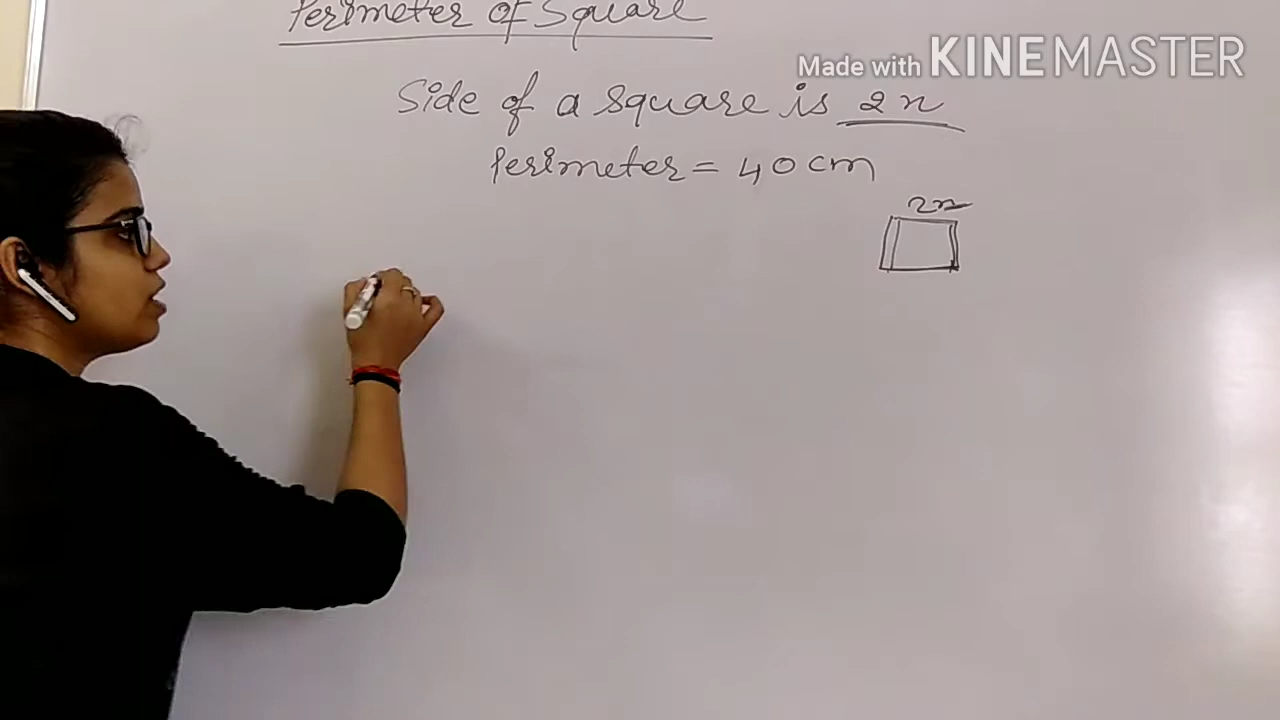 Perimeter of Square
Made with KINEMASTER
Side of a square is 2x
Perimeter = 40 cm
2x